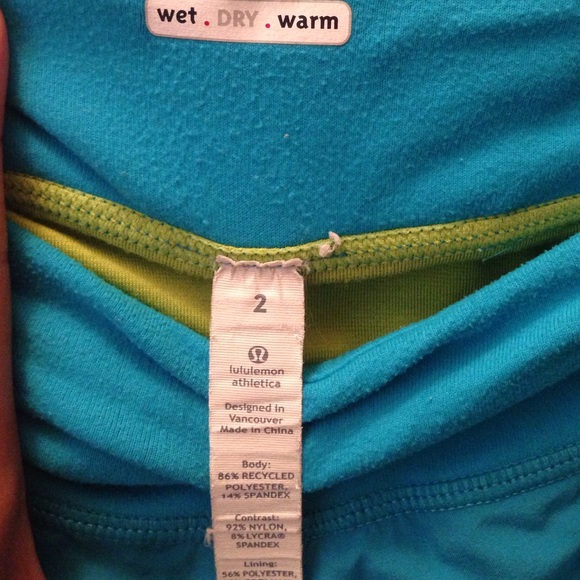 wet . DRY . warm
2
lululemon
athletica
Designed in
Vancouver
Made in China
Body:
86% RECYCLED
POLYESTER,
14% SPANDEX
Contrast:
92% NYLON,
8% LYCRA®
SPANDEX
Lining:
56% POLYESTER,